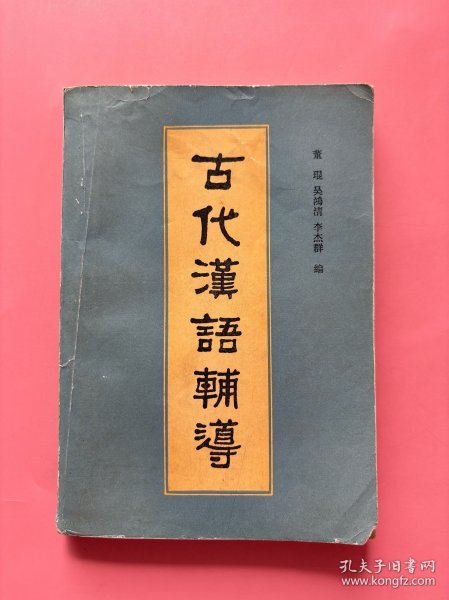 古代漢語輔導
董琨 吳鴻清 李杰群 編
孔夫子旧书网
www.kongfz.com